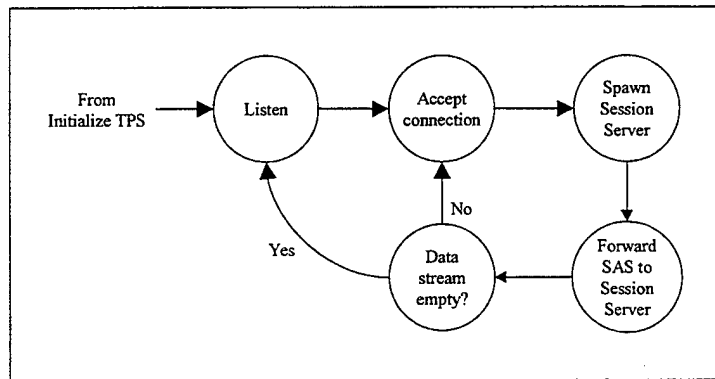 From
Initialize TPS
Listen
Accept
connection
Spawn
Session
Server
No
Yes
Data
stream
empty?
Forward
SAS to
Session
Server